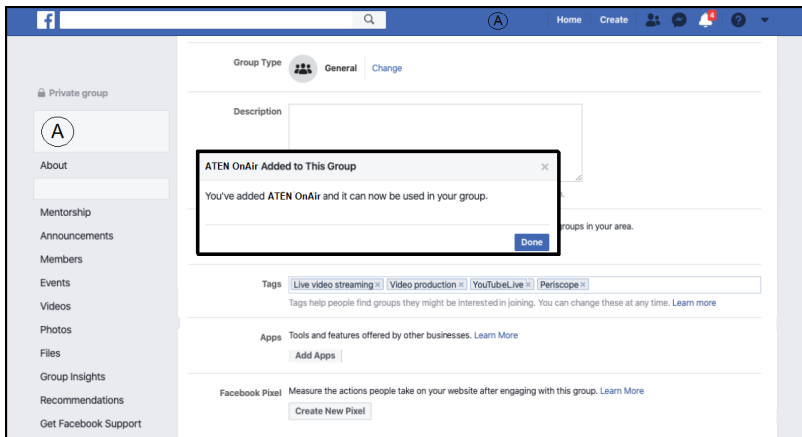 f
A Home Create 4 ?
Private group
A
About
Mentorship
Announcements
Members
Events
Videos
Photos
Files
Group Insights
Recommendations
Get Facebook Support
Group Type General Change
Description
ATEN OnAir Added to This Group ×
You've added ATEN OnAir and it can now be used in your group.
Done
groups in your area.
Tags Live video streaming × Video production × YouTubeLive × Periscope ×
Tags help people find groups they might be interested in joining. You can change these at any time. Learn more
Apps Tools and features offered by other businesses. Learn More
Add Apps
Facebook Pixel Measure the actions people take on your website after engaging with this group. Learn More
Create New Pixel